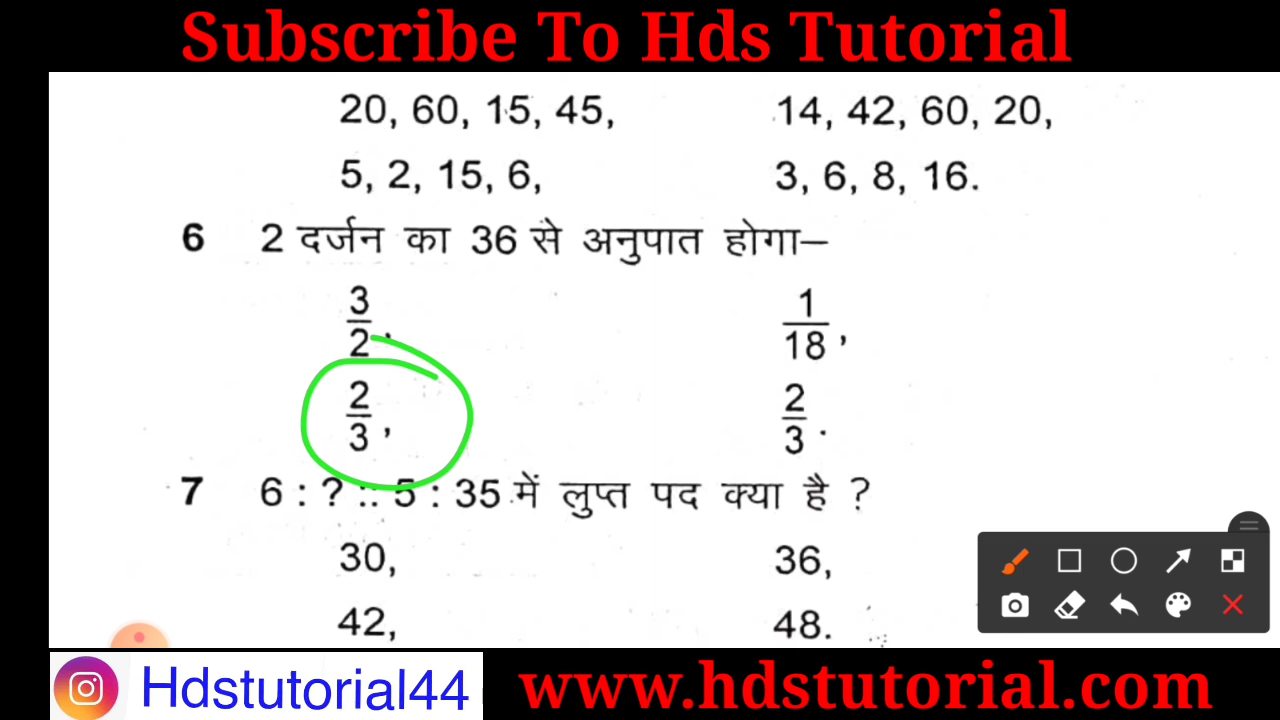 Subscribe To Hds Tutorial
20, 60, 15, 45, 14, 42, 60, 20,
5, 2, 15, 6, 3, 6, 8, 16.
6 2 दर्जन का 36 से अनुपात होगा–
3/2, 1/18,
2/3, 2/3.
7 6 : ? :: 5 : 35 में लुप्त पद क्या है ?
30, 36,
42, 48.
Hdstutorial44 www.hdstutorial.com